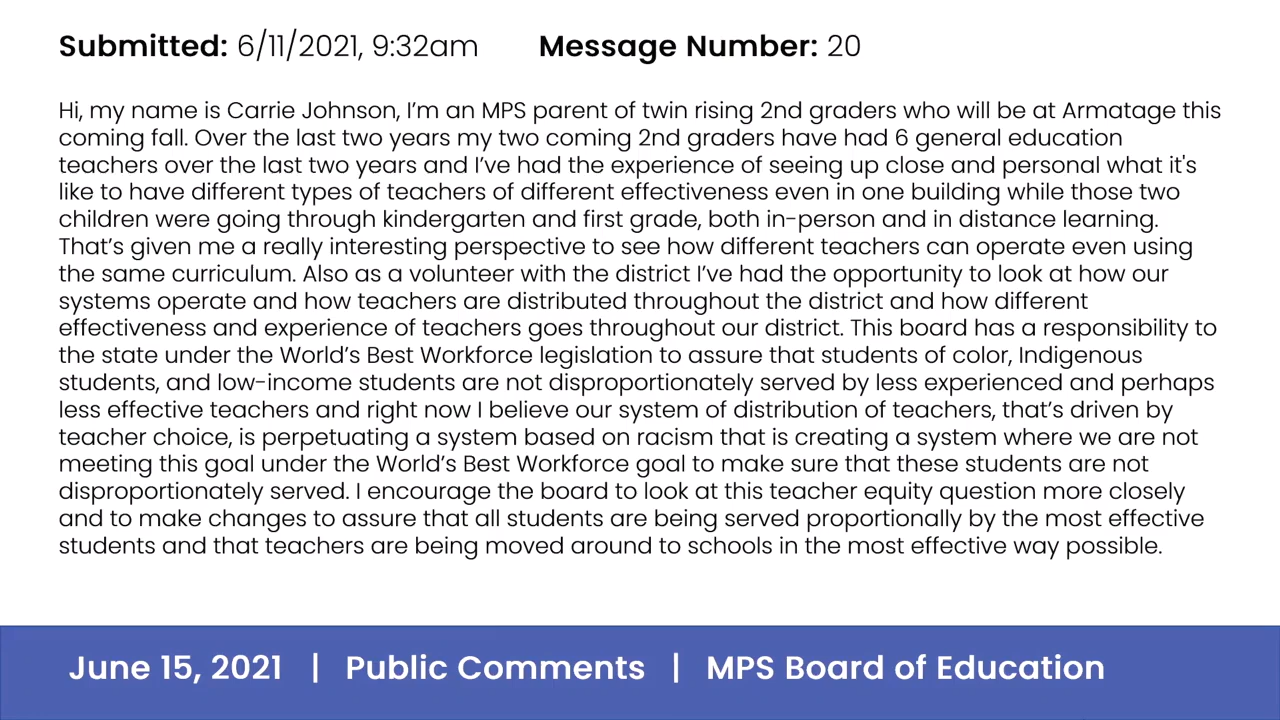 Submitted: 6/11/2021, 9:32am Message Number: 20
Hi, my name is Carrie Johnson, I’m an MPS parent of twin rising 2nd graders who will be at Armatage this
coming fall. Over the last two years my two coming 2nd graders have had 6 general education
teachers over the last two years and I’ve had the experience of seeing up close and personal what it's
like to have different types of teachers of different effectiveness even in one building while those two
children were going through kindergarten and first grade, both in-person and in distance learning.
That’s given me a really interesting perspective to see how different teachers can operate even using
the same curriculum. Also as a volunteer with the district I’ve had the opportunity to look at how our
systems operate and how teachers are distributed throughout the district and how different
effectiveness and experience of teachers goes throughout our district. This board has a responsibility to
the state under the World’s Best Workforce legislation to assure that students of color, Indigenous
students, and low-income students are not disproportionately served by less experienced and perhaps
less effective teachers and right now I believe our system of distribution of teachers, that’s driven by
teacher choice, is perpetuating a system based on racism that is creating a system where we are not
meeting this goal under the World’s Best Workforce goal to make sure that these students are not
disproportionately served. I encourage the board to look at this teacher equity question more closely
and to make changes to assure that all students are being served proportionally by the most effective
students and that teachers are being moved around to schools in the most effective way possible.
June 15, 2021 | Public Comments | MPS Board of Education